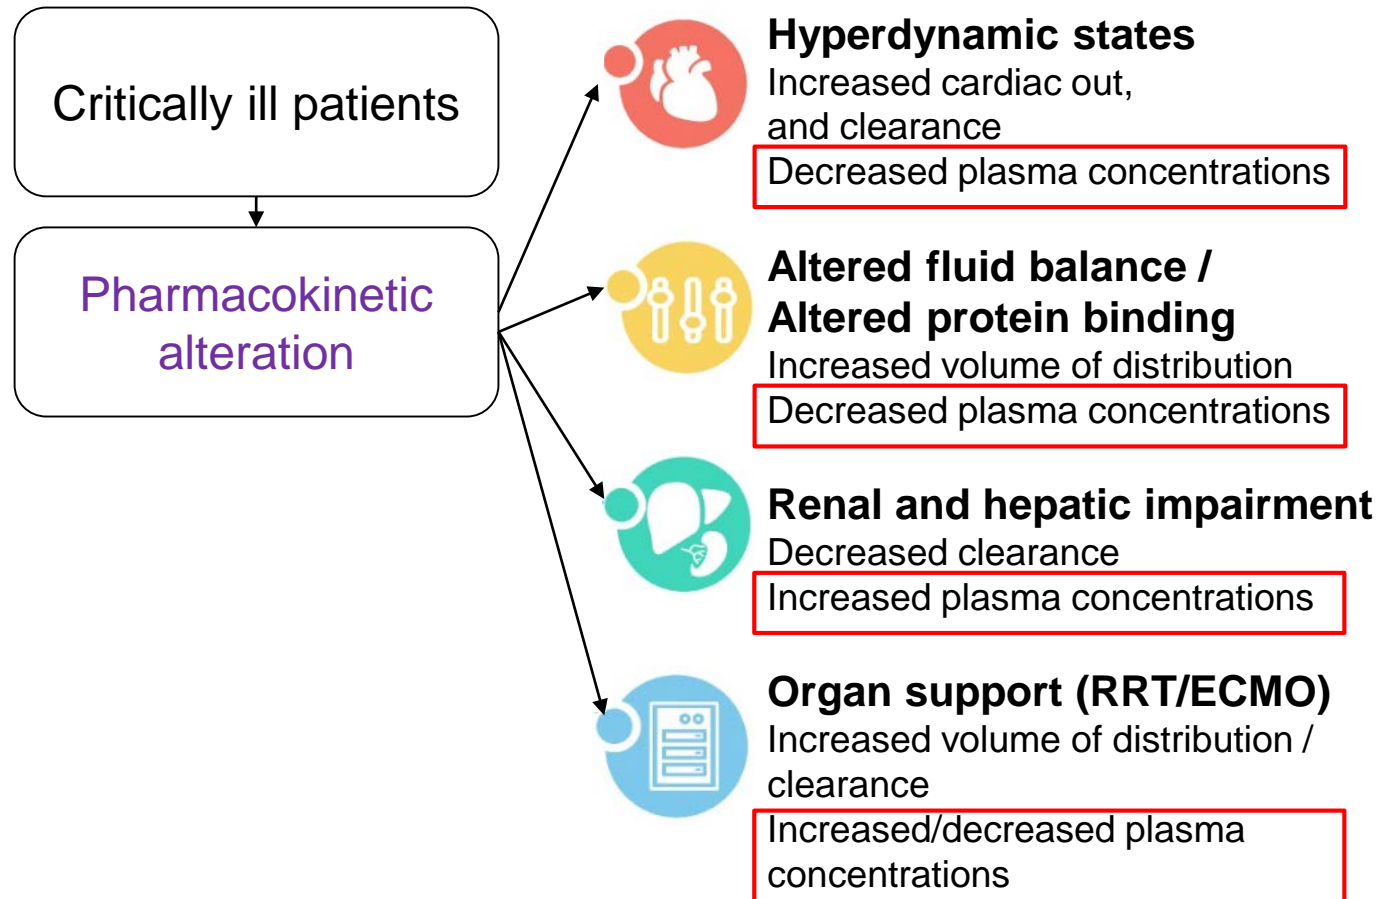 Critically ill patients
Pharmacokinetic
alteration
Hyperdynamic states
Increased cardiac out,
and clearance
Decreased plasma concentrations
Altered fluid balance /
Altered protein binding
Increased volume of distribution
Decreased plasma concentrations
Renal and hepatic impairment
Decreased clearance
Increased plasma concentrations
Organ support (RRT/ECMO)
Increased volume of distribution /
clearance
Increased/decreased plasma
concentrations